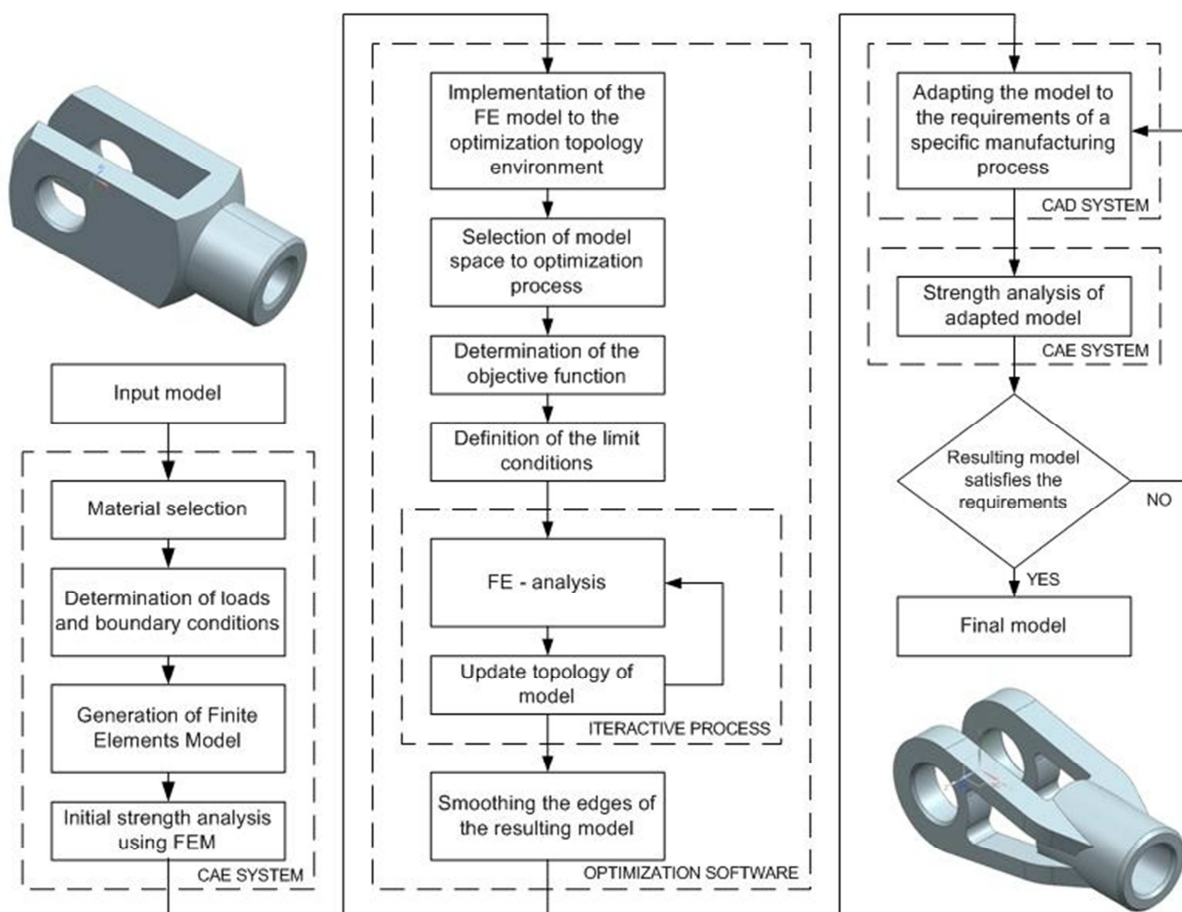 Input model
Material selection
Determination of loads
and boundary conditions
Generation of Finite
Elements Model
Initial strength analysis
using FEM
CAE SYSTEM
Implementation of the
FE model to the
optimization topology
environment
Selection of model
space to optimization
process
Determination of the
objective function
Definition of the limit
conditions
FE - analysis
Update topology of
model
ITERACTIVE PROCESS
Smoothing the edges of
the resulting model
OPTIMIZATION SOFTWARE
Adapting the model to
the requirements of a
specific manufacturing
process
CAD SYSTEM
Strength analysis of
adapted model
CAE SYSTEM
Resulting model
satisfies the
requirements
NO
YES
Final model